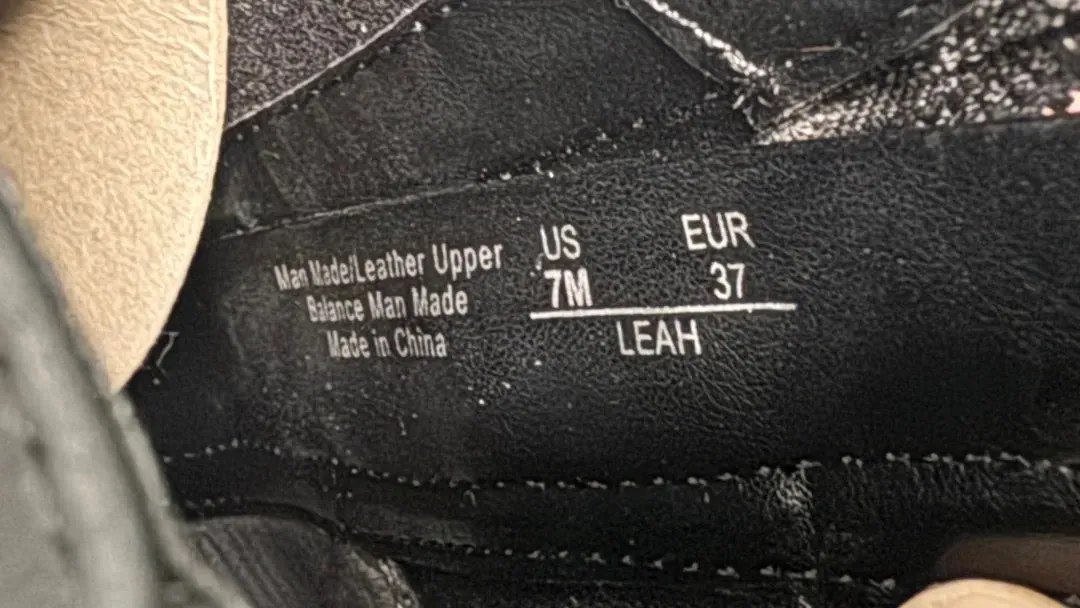 Man Made/Leather Upper
Balance Man Made
Made in China
US EUR
7M 37
LEAH